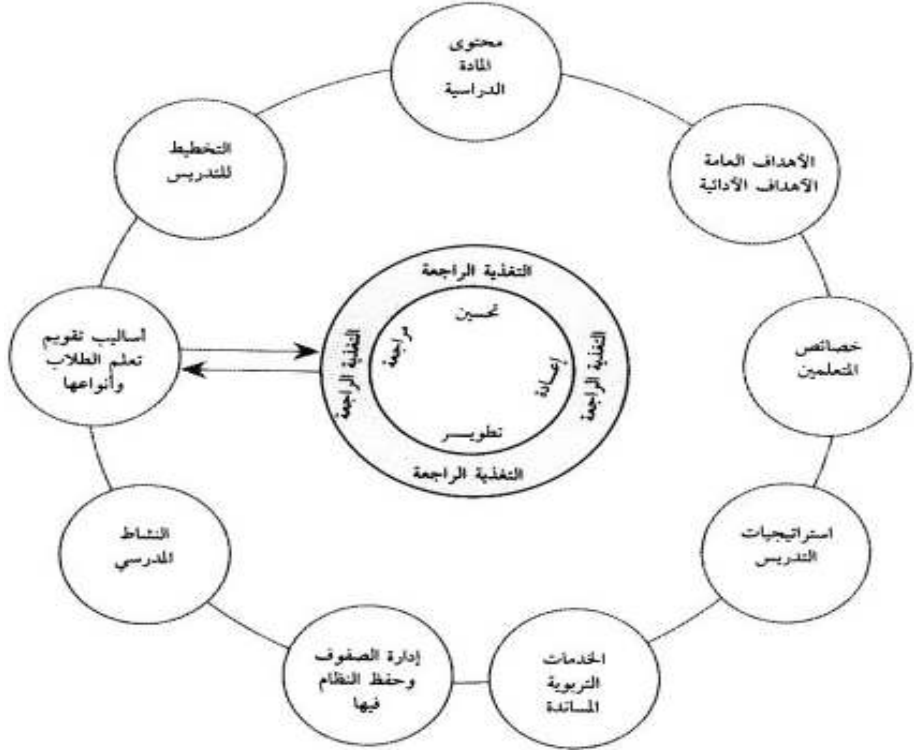 محتوى
المادة
الدراسية
الأهداف العامة
الأهداف الأدائية
خصائص
المتعلمين
استراتيجيات
التدريس
الخدمات
التربوية
المساندة
إدارة الصفوف
وحفظ النظام
فيها
النشاط
المدرسي
أساليب تقويم
تعلم الطلاب
وأنواعها
التخطيط
للتدريس
التغذية الراجعة
التغذية الراجعة
التغذية الراجعة
التغذية الراجعة
تحسين
إعادة
تطويـــر
مراجعة